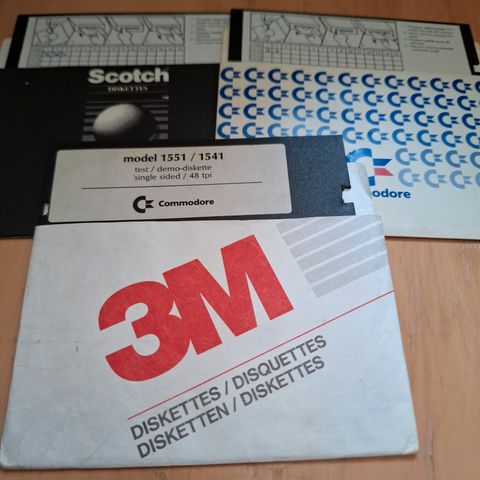 Scotch
DISKETTES
model 1551 / 1541
test / demo-diskette
single sided / 48 tpi
Commodore
3M
DISKETTES / DISQUETTES
DISKETTEN / DISKETTES